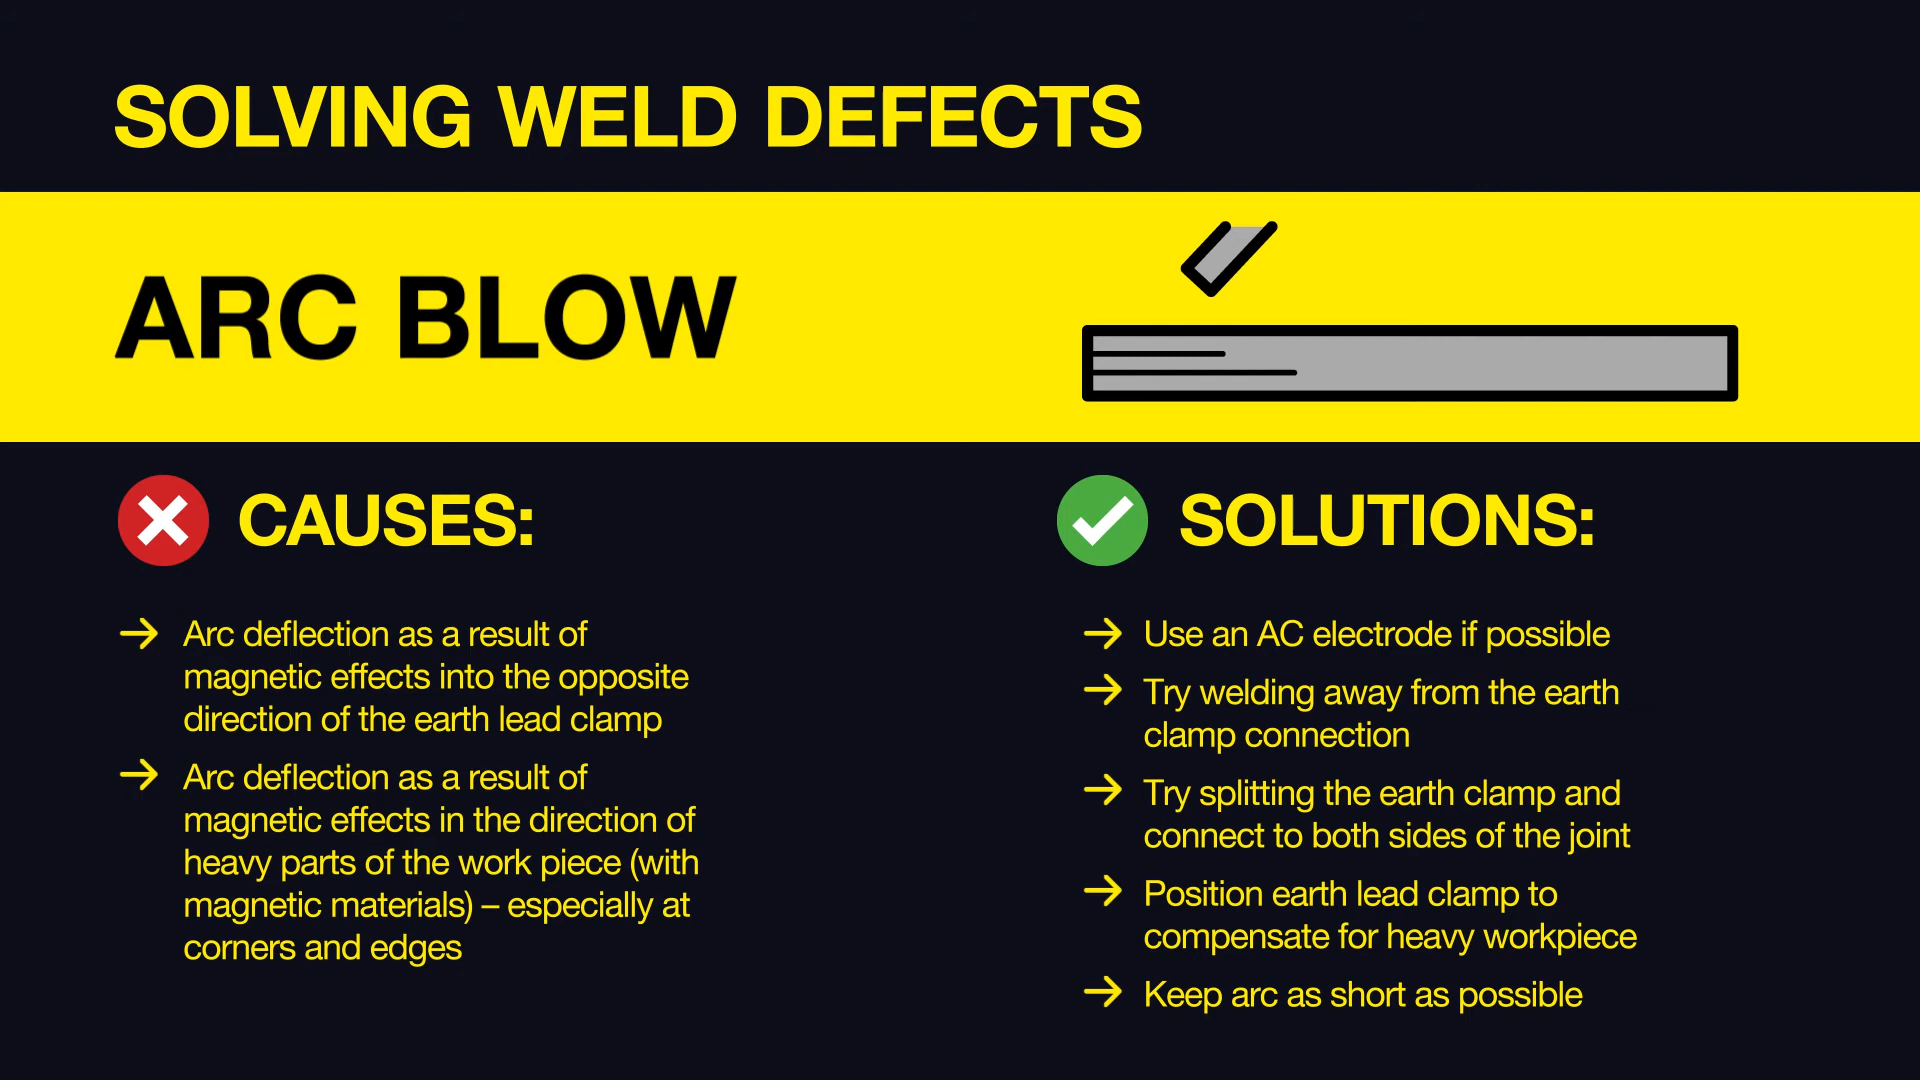 SOLVING WELD DEFECTS
ARC BLOW
CAUSES:
Arc deflection as a result of
magnetic effects into the opposite
direction of the earth lead clamp
Arc deflection as a result of
magnetic effects in the direction of
heavy parts of the work piece (with
magnetic materials) – especially at
corners and edges
SOLUTIONS:
Use an AC electrode if possible
Try welding away from the earth
clamp connection
Try splitting the earth clamp and
connect to both sides of the joint
Position earth lead clamp to
compensate for heavy workpiece
Keep arc as short as possible